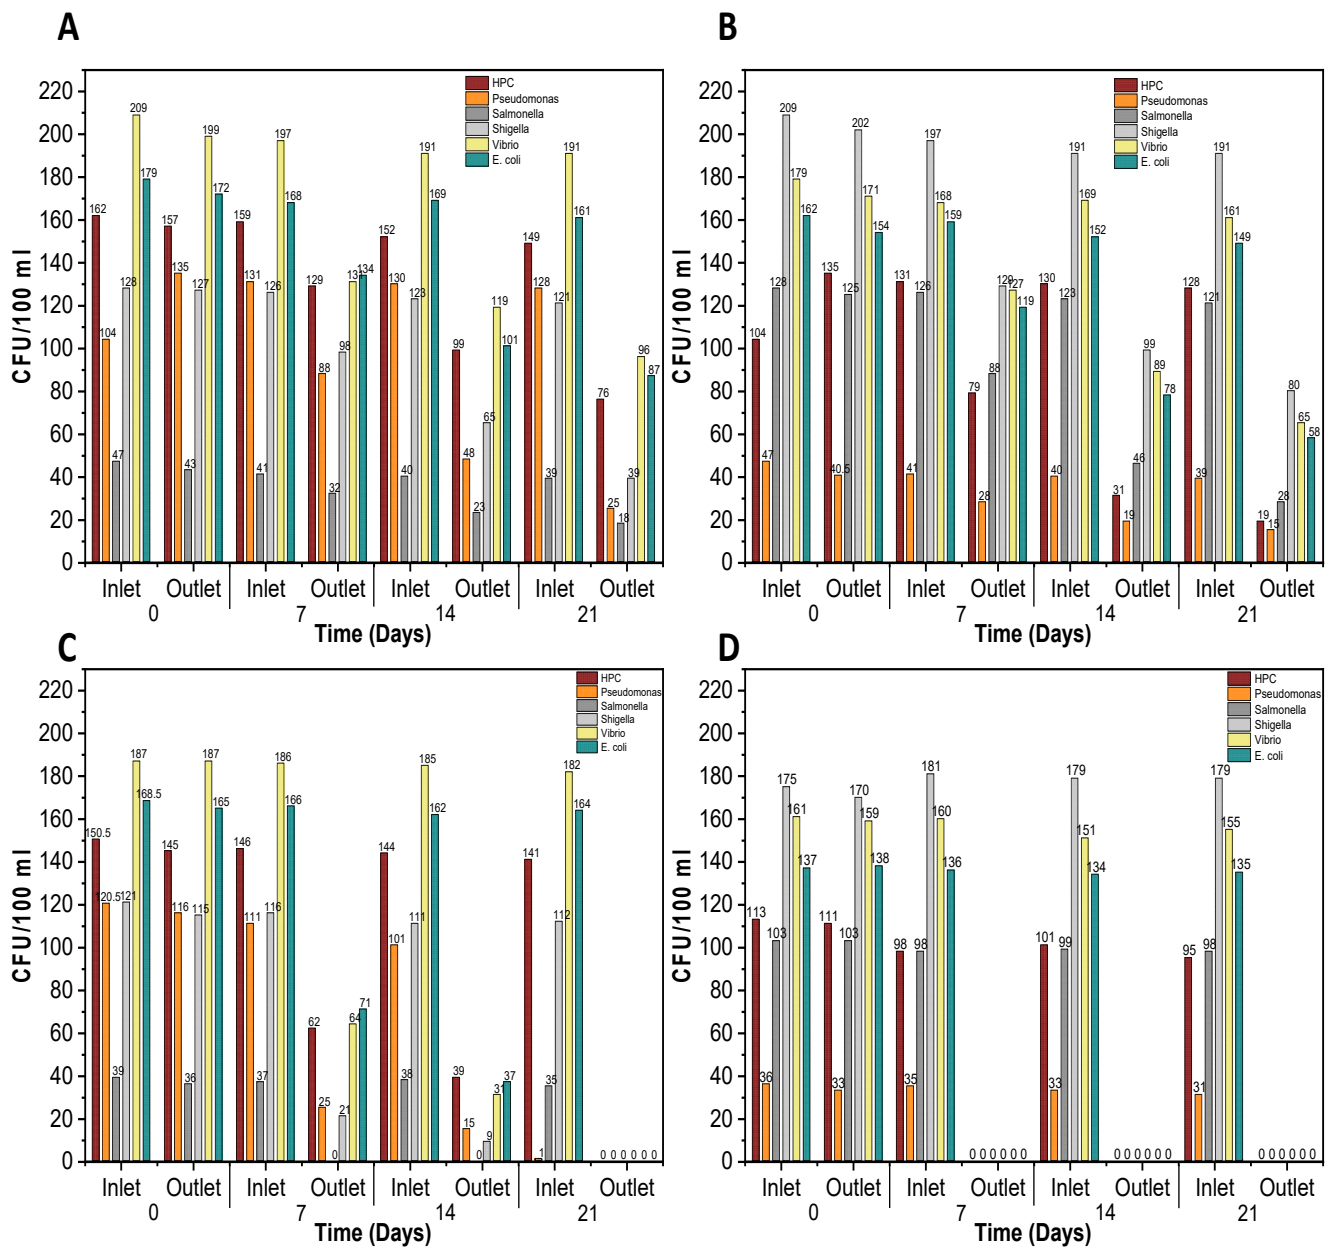 A
220
200
180
160
140
120
100
80
60
40
20
0
CFU/100 ml
HPC
Pseudomonas
Salmonella
Shigella
Vibrio
E. coli
162 104 47 128 209 179
157 135 43 127 199 172
159 131 41 126 197 168
129 88 32 98 131 134
152 130 40 123 191 169
99 48 23 65 119 101
149 128 39 121 191 161
76 25 18 39 96 87
Inlet Outlet Inlet Outlet Inlet Outlet Inlet Outlet
0 7 14 21
Time (Days)
B
220
200
180
160
140
120
100
80
60
40
20
0
CFU/100 ml
HPC
Pseudomonas
Salmonella
Shigella
Vibrio
E. coli
104 47 128 209 179 162
135 40.5 125 202 171 154
131 41 126 197 168 159
79 28 88 129 127 119
130 40 123 191 169 152
31 19 46 99 89 78
128 39 121 191 161 149
19 15 28 80 65 58
Inlet Outlet Inlet Outlet Inlet Outlet Inlet Outlet
0 7 14 21
Time (Days)
C
220
200
180
160
140
120
100
80
60
40
20
0
CFU/100 ml
HPC
Pseudomonas
Salmonella
Shigella
Vibrio
E. coli
150.5 120.5 39 121 187 168.5
145 116 36 115 187 165
146 111 37 116 186 166
62 25 0 21 64 71
144 101 38 111 185 162
39 15 0 9 31 37
141 1 35 112 182 164
0 0 0 0 0 0
Inlet Outlet Inlet Outlet Inlet Outlet Inlet Outlet
0 7 14 21
Time (Days)
D
220
200
180
160
140
120
100
80
60
40
20
0
CFU/100 ml
HPC
Pseudomonas
Salmonella
Shigella
Vibrio
E. coli
113 36 103 175 161 137
111 33 103 170 159 138
98 35 98 181 160 136
0 0 0 0 0 0
101 33 99 179 151 134
0 0 0 0 0 0
95 31 98 179 155 135
0 0 0 0 0 0
Inlet Outlet Inlet Outlet Inlet Outlet Inlet Outlet
0 7 14 21
Time (Days)